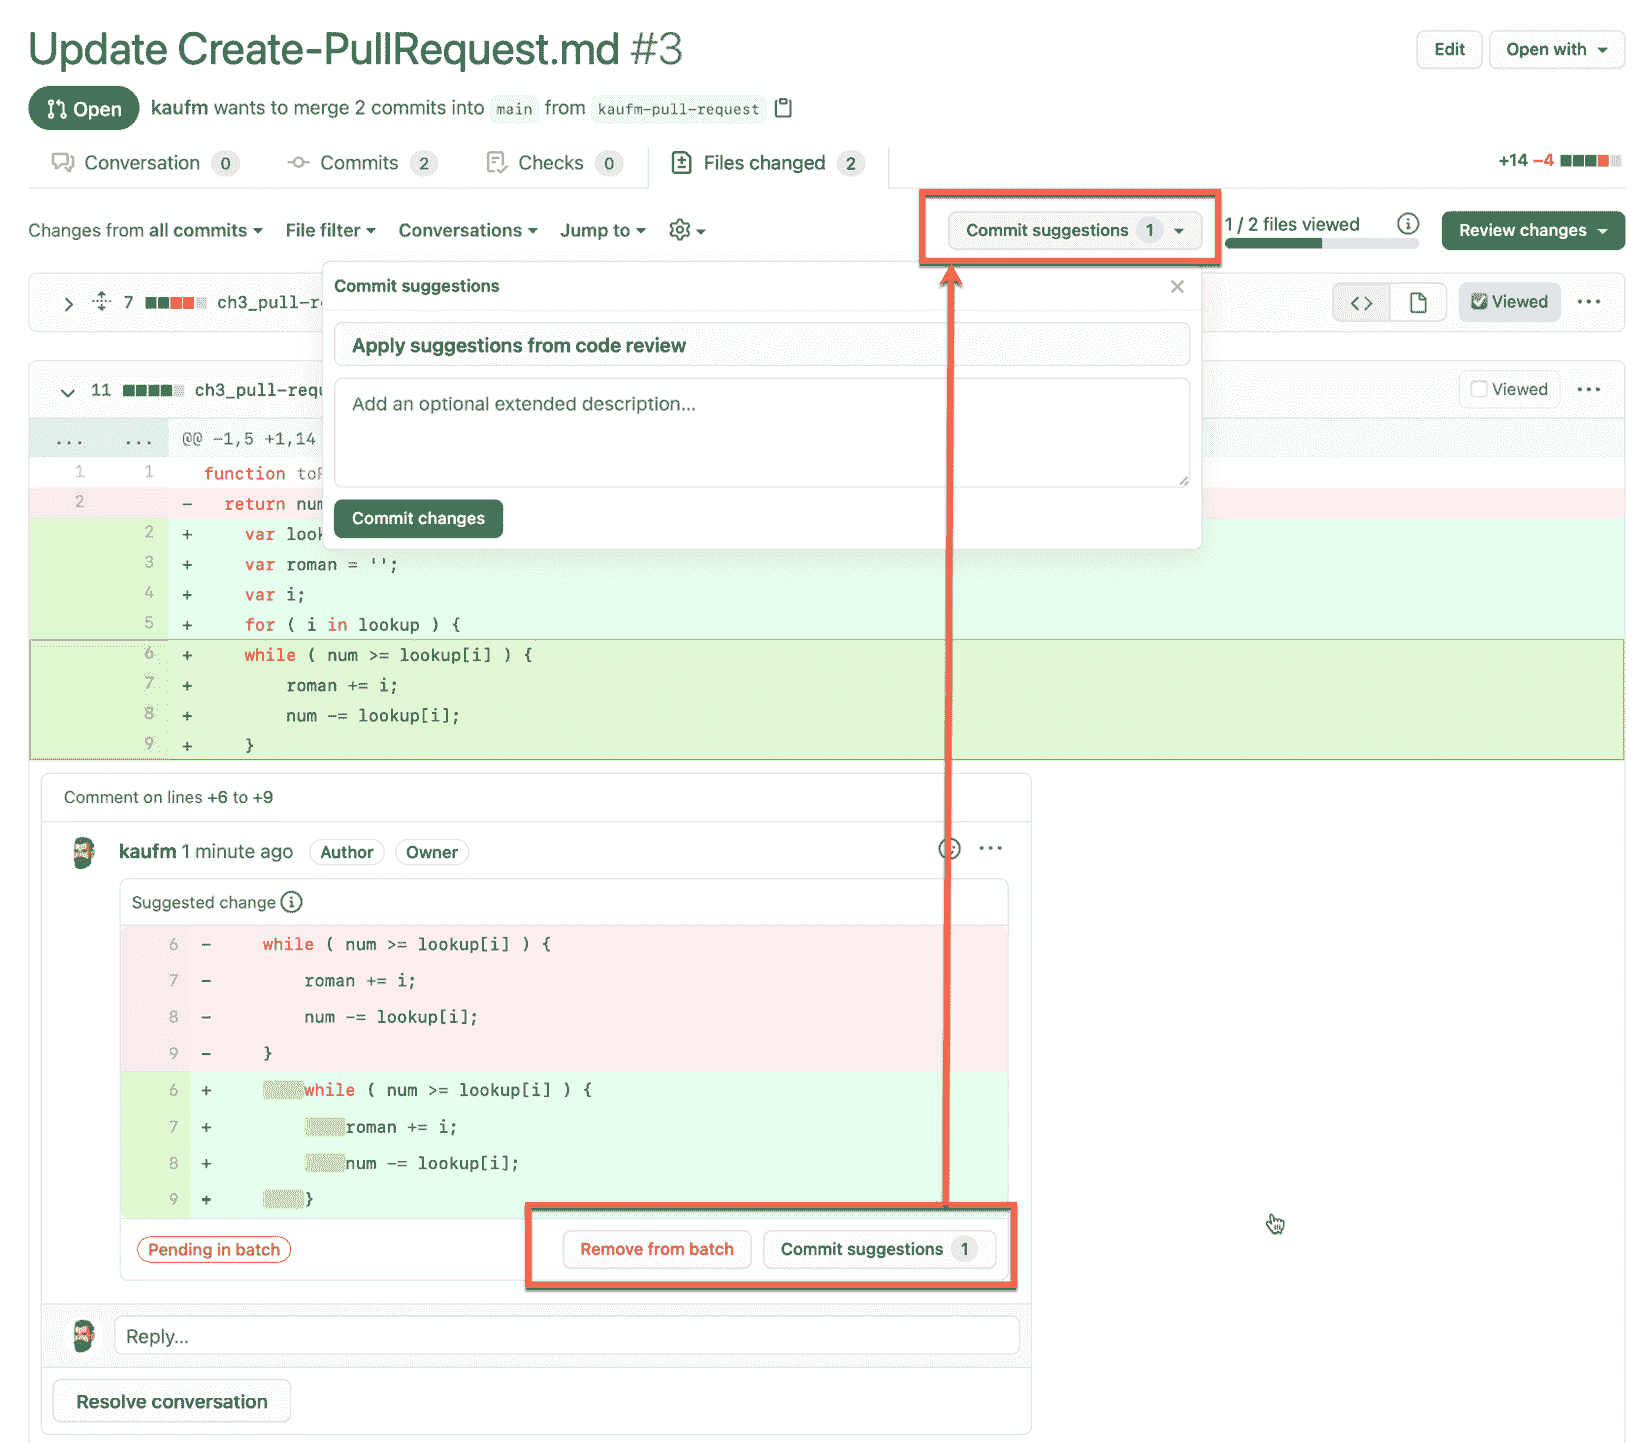 Update Create-PullRequest.md #3
Edit
Open with
Open
kaufm wants to merge 2 commits into main from kaufm-pull-request
Conversation 0
Commits 2
Checks 0
Files changed 2
+14 −4
Changes from all commits
File filter
Conversations
Jump to
Commit suggestions 1
1 / 2 files viewed
Review changes
Commit suggestions
7 ch3_pull-r
Viewed
Apply suggestions from code review
11 ch3_pull-requ
Viewed
Add an optional extended description...
... ... @@ -1,5 +1,14
1 1 function to
2 - return num
Commit changes
2 + var look
3 + var roman = '';
4 + var i;
5 + for ( i in lookup ) {
6 + while ( num >= lookup[i] ) {
7 + roman += i;
8 + num -= lookup[i];
9 + }
Comment on lines +6 to +9
kaufm 1 minute ago Author Owner
Suggested change
6 - while ( num >= lookup[i] ) {
7 - roman += i;
8 - num -= lookup[i];
9 - }
6 + while ( num >= lookup[i] ) {
7 + roman += i;
8 + num -= lookup[i];
9 + }
Pending in batch
Remove from batch
Commit suggestions 1
Reply...
Resolve conversation